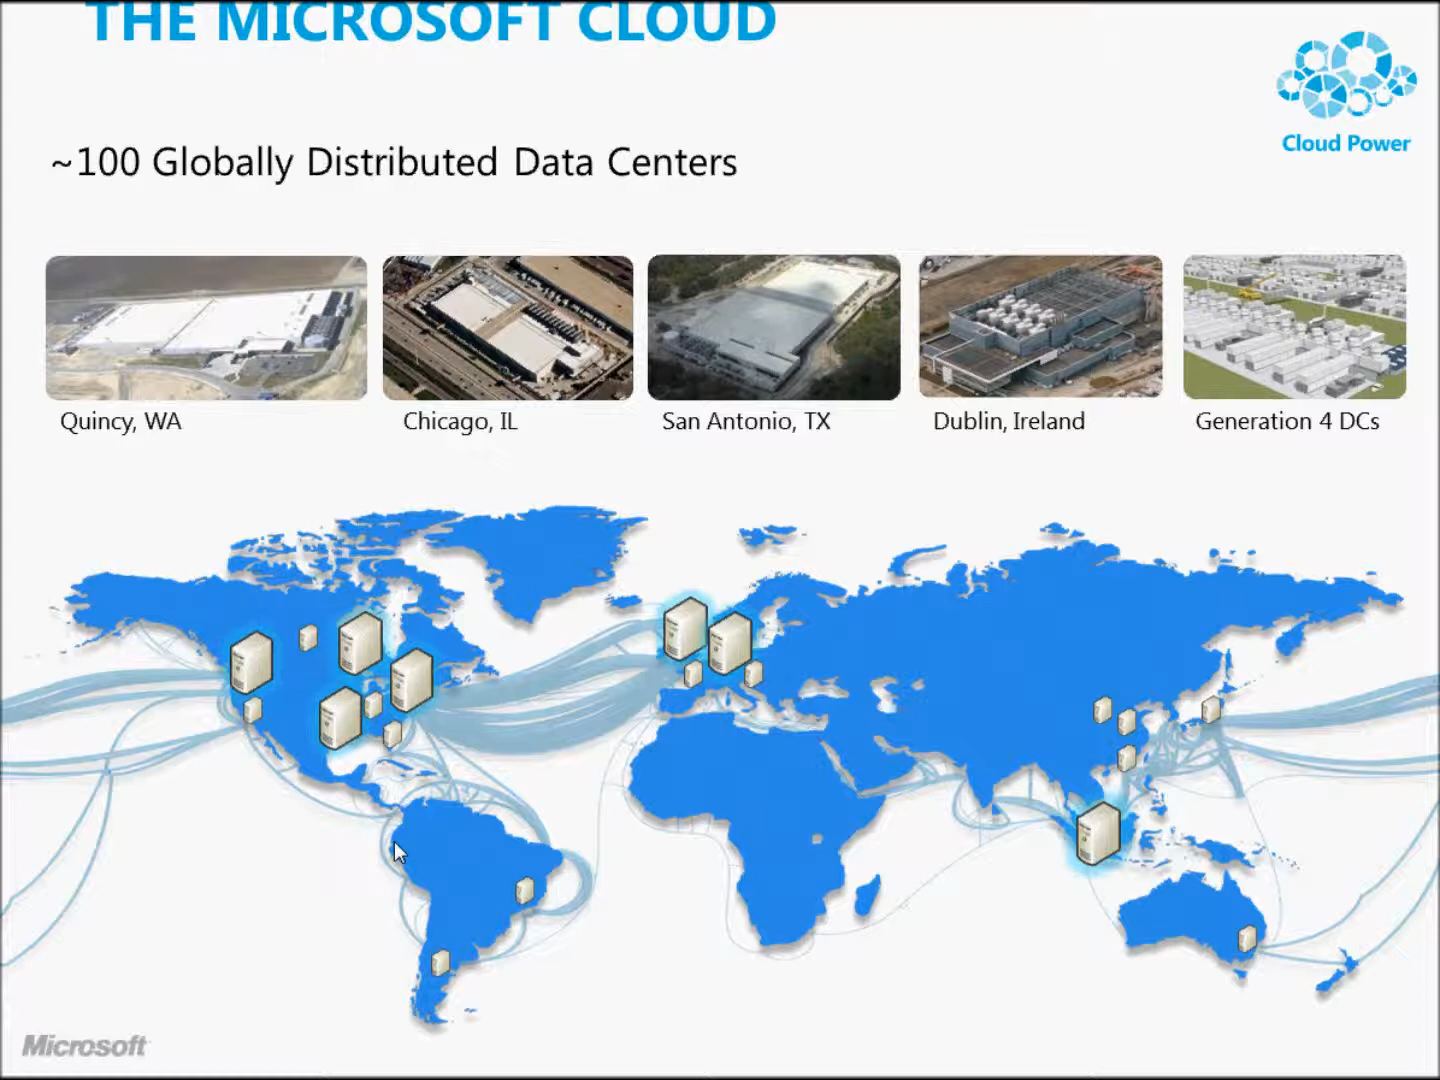 THE MICROSOFT CLOUD
Cloud Power
~100 Globally Distributed Data Centers
Quincy, WA
Chicago, IL
San Antonio, TX
Dublin, Ireland
Generation 4 DCs
Microsoft